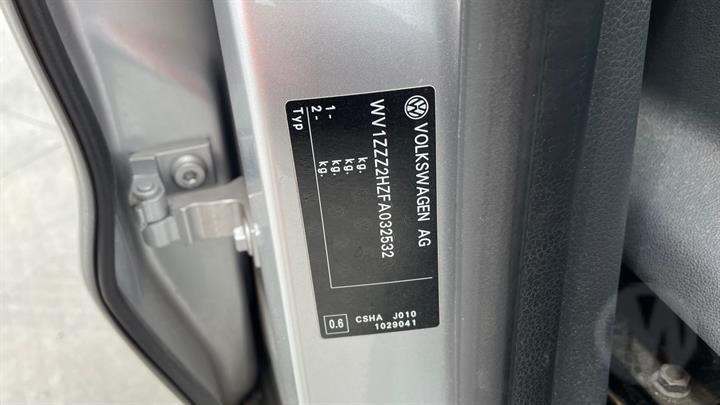 VOLKSWAGEN AG
WV1ZZZ2HZFA032532
kg.
kg.
1- kg.
2- kg.
Typ
0.6 CSHA J010
1029041